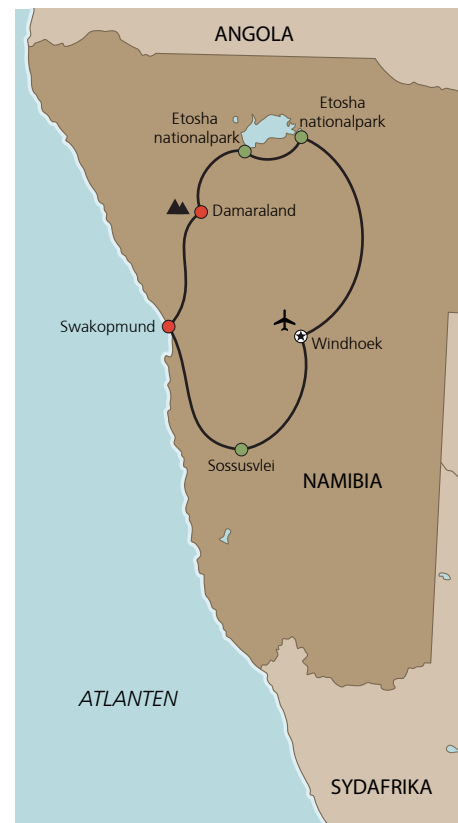 ANGOLA
Etosha
nationalpark
Etosha
nationalpark
Damaraland
Swakopmund
Windhoek
Sossusvlei
NAMIBIA
ATLANTEN
SYDAFRIKA